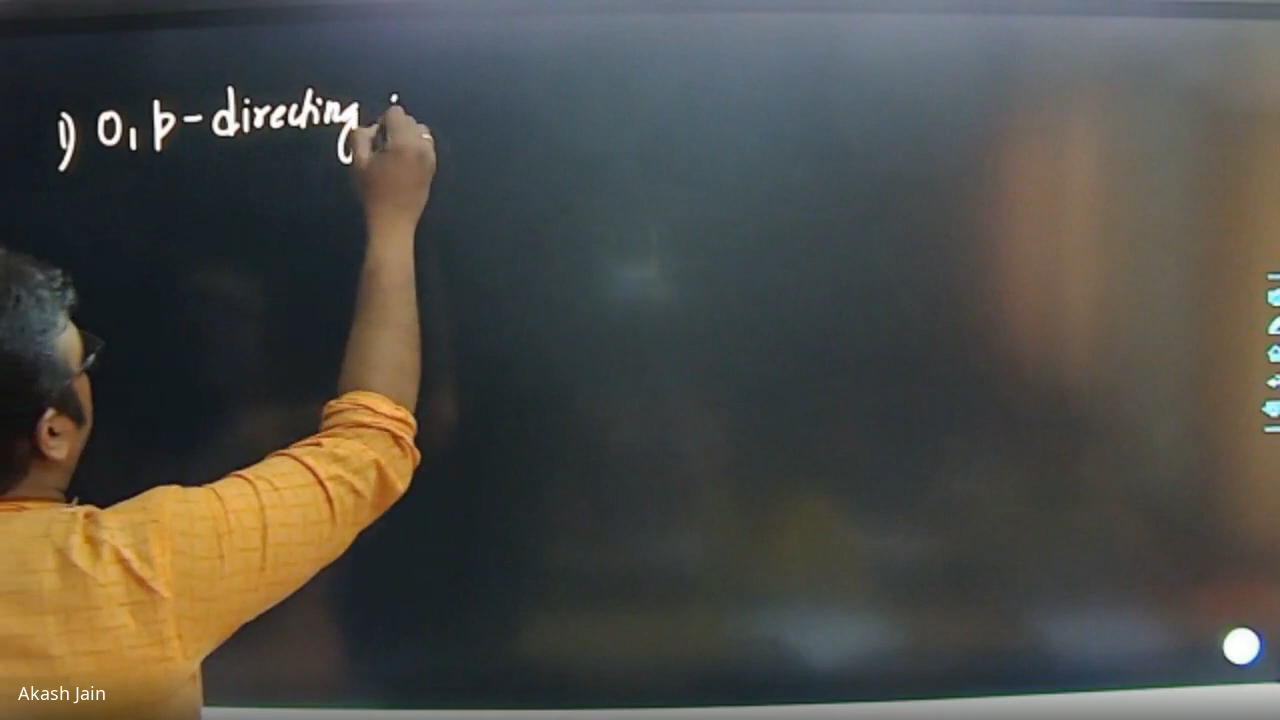 1) O, p-directing
Akash Jain